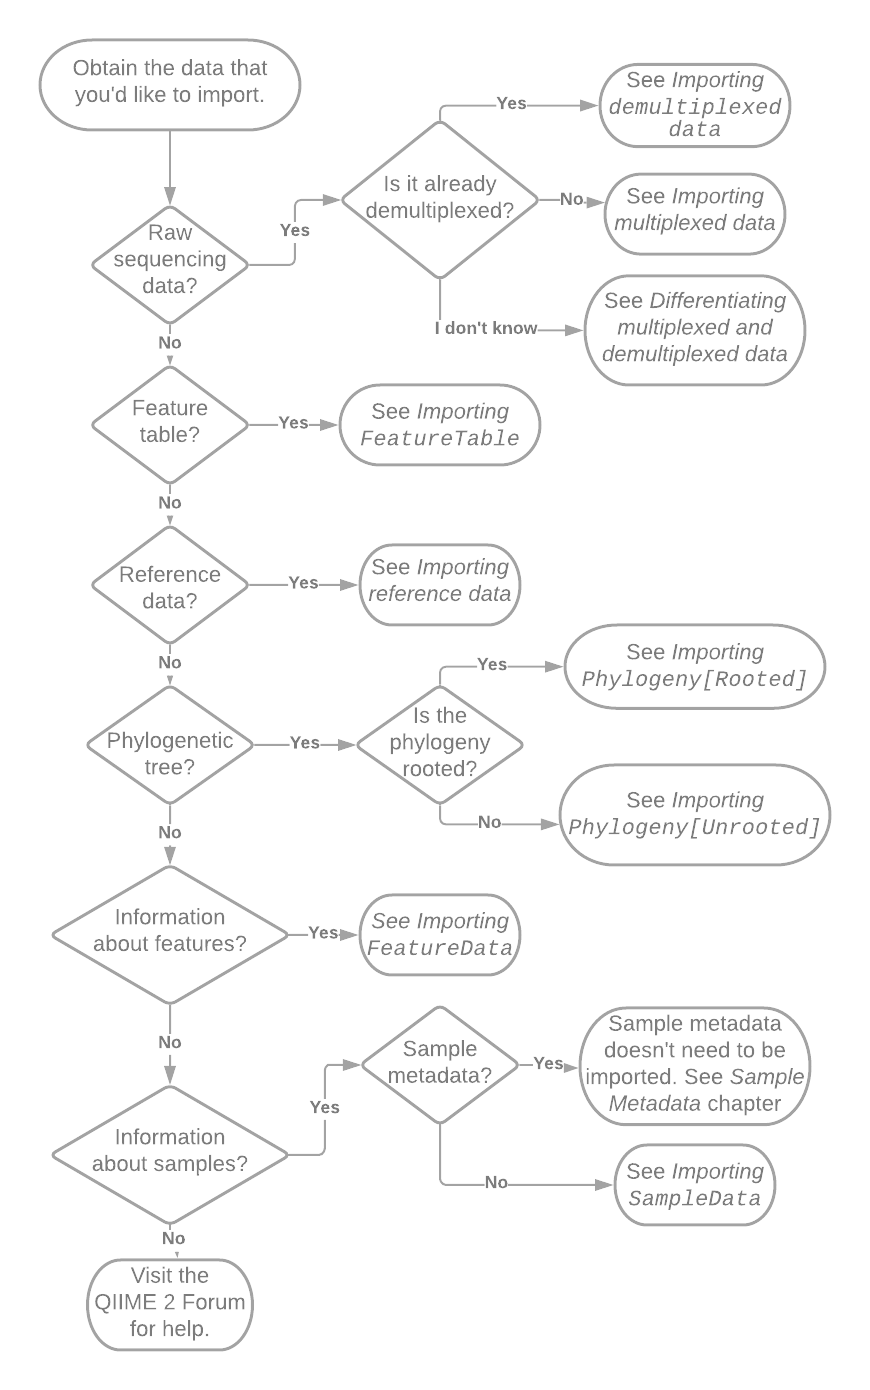 Obtain the data that
you'd like to import.
Raw
sequencing
data?
Yes
Is it already
demultiplexed?
Yes
See Importing
demultiplexed
data
No
See Importing
multiplexed data
I don't know
See Differentiating
multiplexed and
demultiplexed data
No
Feature
table?
Yes
See Importing
FeatureTable
No
Reference
data?
Yes
See Importing
reference data
No
Phylogenetic
tree?
Yes
Is the
phylogeny
rooted?
Yes
See Importing
Phylogeny[Rooted]
No
See Importing
Phylogeny[Unrooted]
No
Information
about features?
Yes
See Importing
FeatureData
No
Information
about samples?
Yes
Sample
metadata?
Yes
Sample metadata
doesn't need to be
imported. See Sample
Metadata chapter
No
See Importing
SampleData
No
Visit the
QIIME 2 Forum
for help.